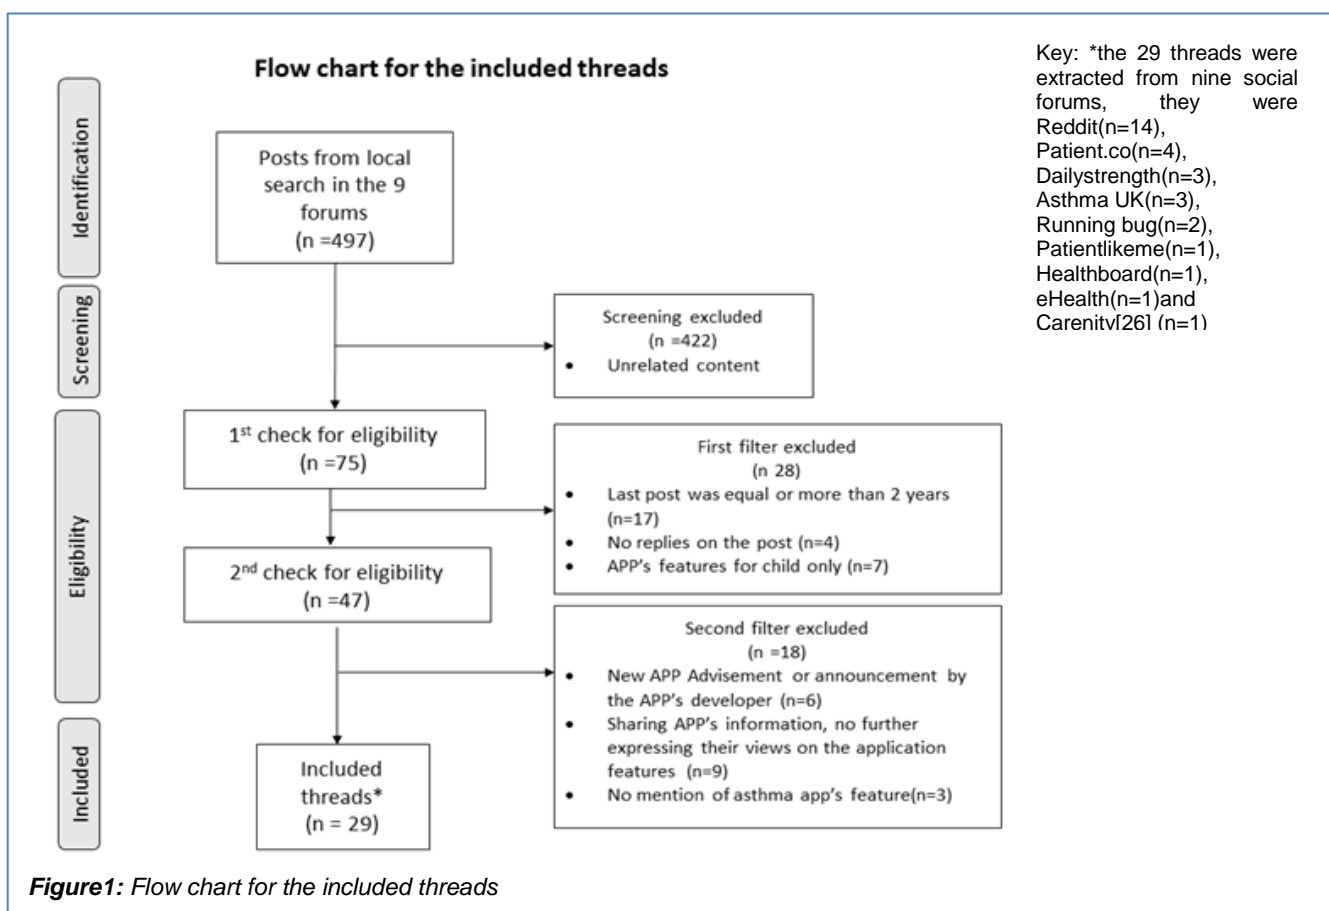 Flow chart for the included threads
Key: *the 29 threads were
extracted from nine social
forums, they were
Reddit(n=14),
Patient.co(n=4),
Dailystrength(n=3),
Asthma UK(n=3),
Running bug(n=2),
Patientlikeme(n=1),
Healthboard(n=1),
eHealth(n=1)and
Carenity[26] (n=1)
Identification
Posts from local
search in the 9
forums
(n =497)
Screening
Screening excluded
(n =422)
• Unrelated content
Eligibility
1st check for eligibility
(n =75)
First filter excluded
(n 28)
• Last post was equal or more than 2 years
(n=17)
• No replies on the post (n=4)
• APP's features for child only (n=7)
2nd check for eligibility
(n =47)
Second filter excluded
(n =18)
• New APP Advisement or announcement by
the APP's developer (n=6)
• Sharing APP's information, no further
expressing their views on the application
features (n=9)
• No mention of asthma app's feature(n=3)
Included
Included
threads*
(n = 29)
Figure1: Flow chart for the included threads